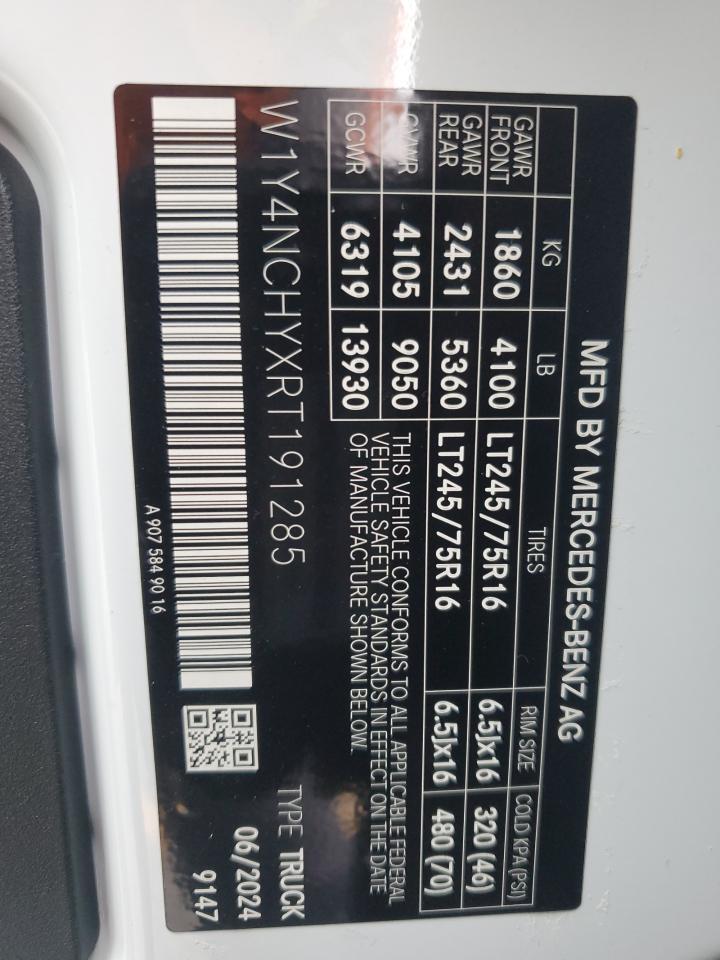 MFD BY MERCEDES-BENZ AG
KG LB TIRES RIM SIZE COLD KPA (PSI)
GAWR FRONT 1860 4100 LT245/75R16 6.5Jx16 320 (46)
GAWR REAR 2431 5360 LT245/75R16 6.5Jx16 480 (70)
GVWR 4105 9050
GCWR 6319 13930
THIS VEHICLE CONFORMS TO ALL APPLICABLE FEDERAL
VEHICLE SAFETY STANDARDS IN EFFECT ON THE DATE
OF MANUFACTURE SHOWN BELOW.
W1Y4NCHYXRT191285 TYPE TRUCK
06/2024
9147
A 907 584 90 16